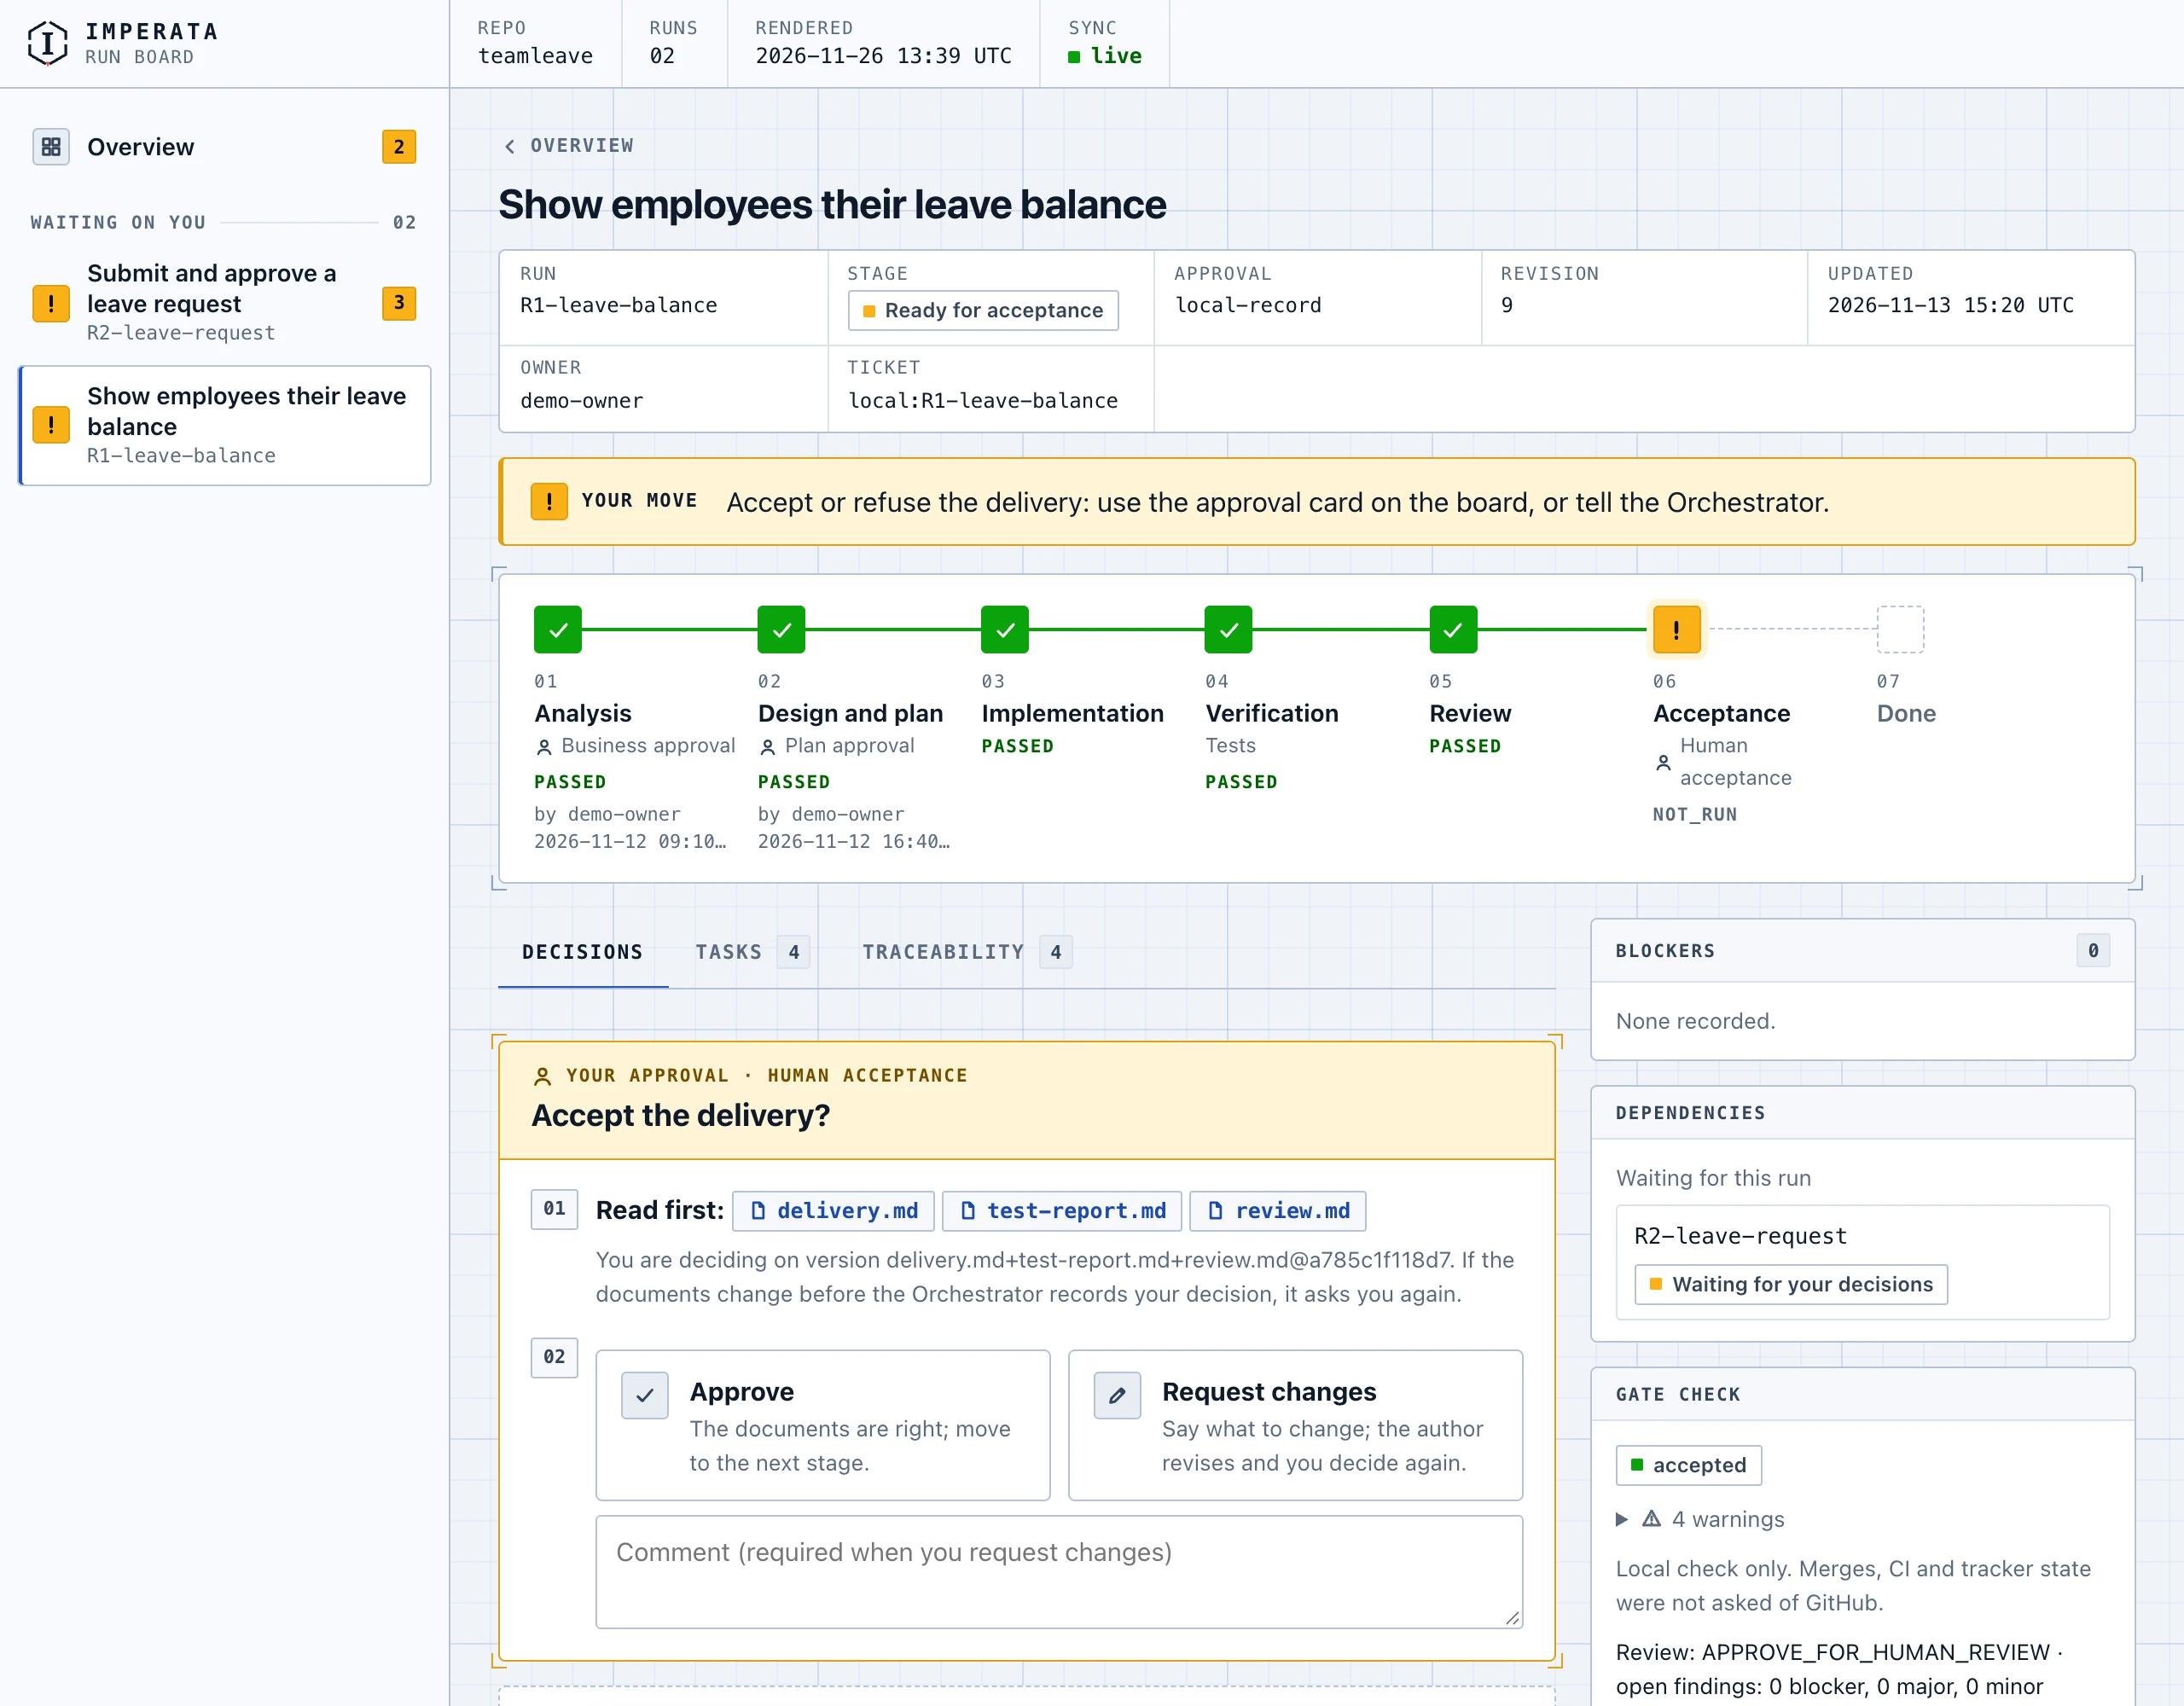 IMPERATA
RUN BOARD
REPO
teamleave
RUNS
02
RENDERED
2026-11-26 13:39 UTC
SYNC
live
Overview
2
WAITING ON YOU
02
!
Submit and approve a
leave request
R2-leave-request
3
!
Show employees their leave
balance
R1-leave-balance
OVERVIEW
Show employees their leave balance
RUN
R1-leave-balance
STAGE
Ready for acceptance
APPROVAL
local-record
REVISION
9
UPDATED
2026-11-13 15:20 UTC
OWNER
demo-owner
TICKET
local:R1-leave-balance
! YOUR MOVE Accept or refuse the delivery: use the approval card on the board, or tell the Orchestrator.
01
Analysis
Business approval
PASSED
by demo-owner
2026-11-12 09:10…
02
Design and plan
Plan approval
PASSED
by demo-owner
2026-11-12 16:40…
03
Implementation
PASSED
04
Verification
Tests
PASSED
05
Review
PASSED
!
06
Acceptance
Human
acceptance
NOT_RUN
07
Done
DECISIONS
TASKS 4
TRACEABILITY 4
YOUR APPROVAL · HUMAN ACCEPTANCE
Accept the delivery?
01
Read first: delivery.md test-report.md review.md
You are deciding on version delivery.md+test-report.md+review.md@a785c1f118d7. If the
documents change before the Orchestrator records your decision, it asks you again.
02
Approve
The documents are right; move
to the next stage.
Request changes
Say what to change; the author
revises and you decide again.
Comment (required when you request changes)
BLOCKERS
0
None recorded.
DEPENDENCIES
Waiting for this run
R2-leave-request
Waiting for your decisions
GATE CHECK
accepted
4 warnings
Local check only. Merges, CI and tracker state
were not asked of GitHub.
Review: APPROVE_FOR_HUMAN_REVIEW ·
open findings: 0 blocker, 0 major, 0 minor